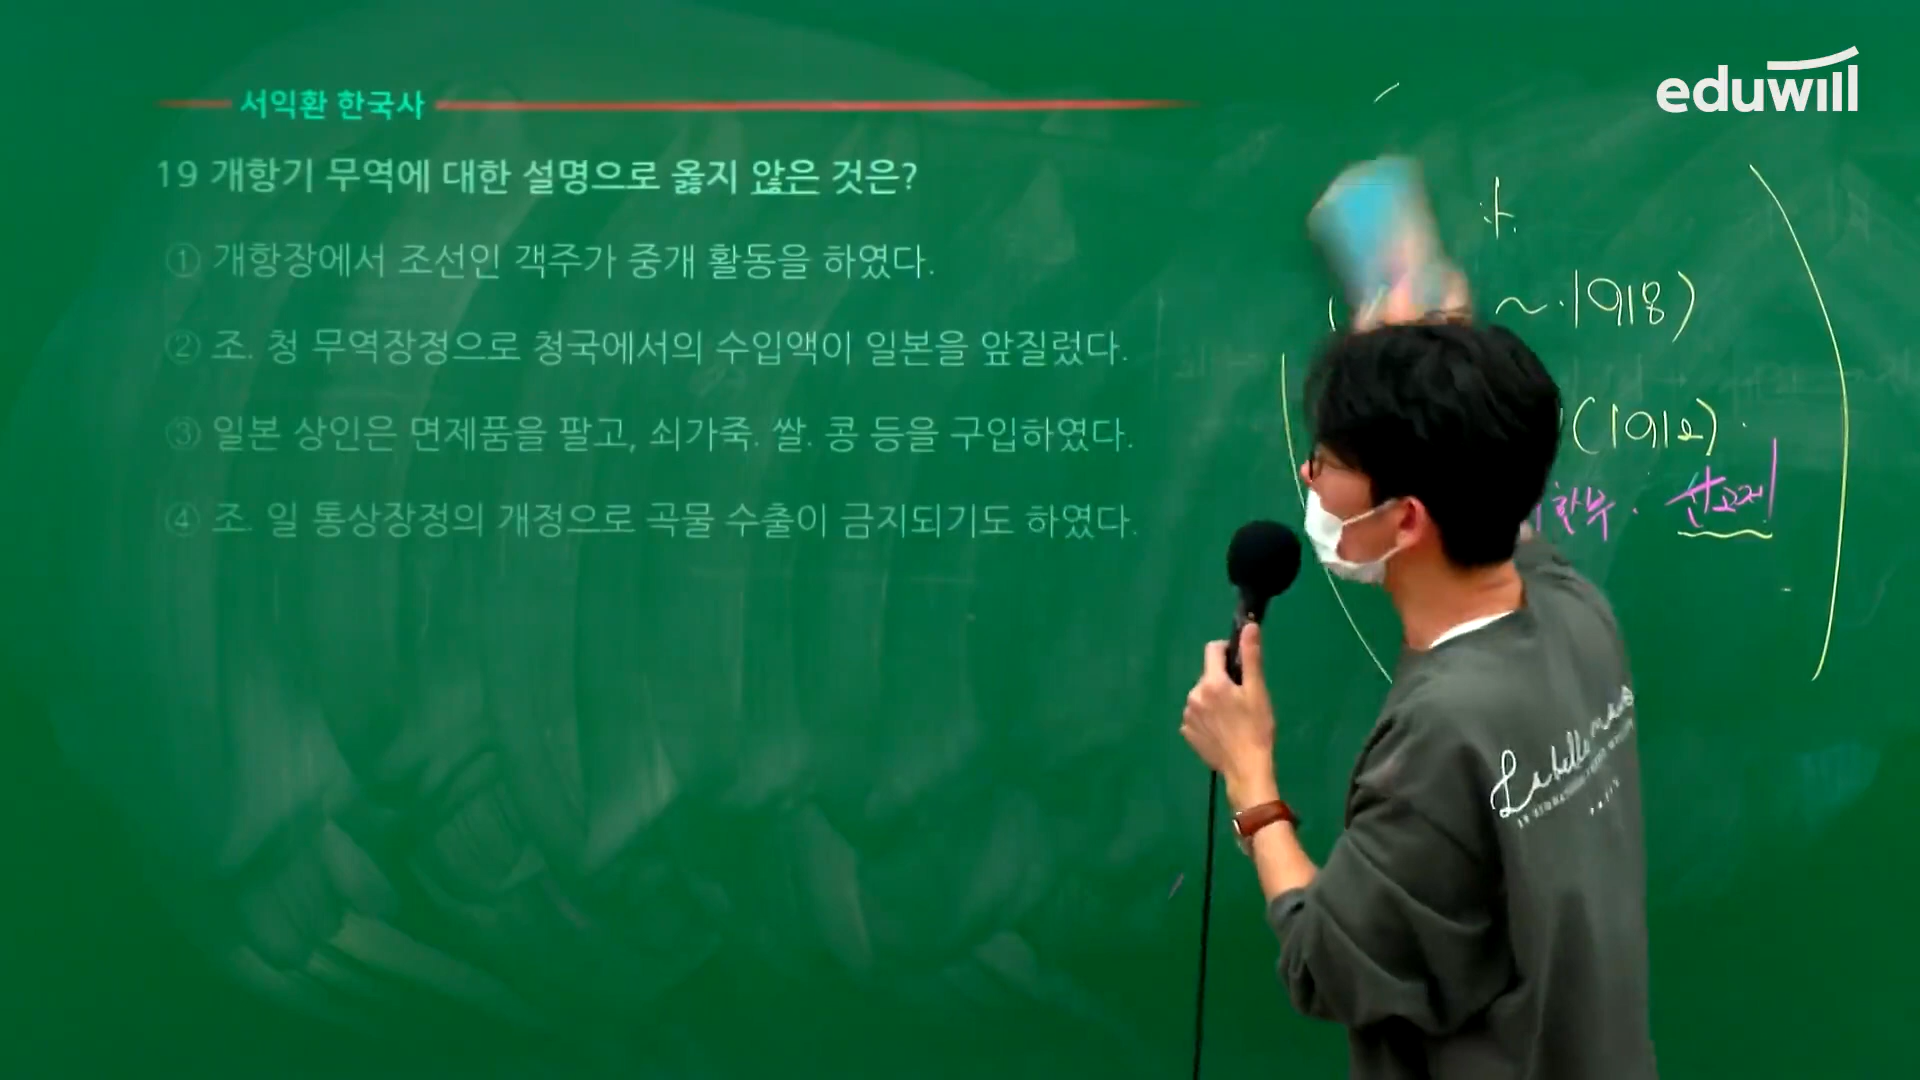 eduwill
서익환 한국사
19 개항기 무역에 대한 설명으로 옳지 않은 것은?
① 개항장에서 조선인 객주가 중개 활동을 하였다.
② 조. 청 무역장정으로 청국에서의 수입액이 일본을 앞질렀다.
③ 일본 상인은 면제품을 팔고, 쇠가죽. 쌀. 콩 등을 구입하였다.
④ 조. 일 통상장정의 개정으로 곡물 수출이 금지되기도 하였다.
~ 1918)
(1912)
신고제